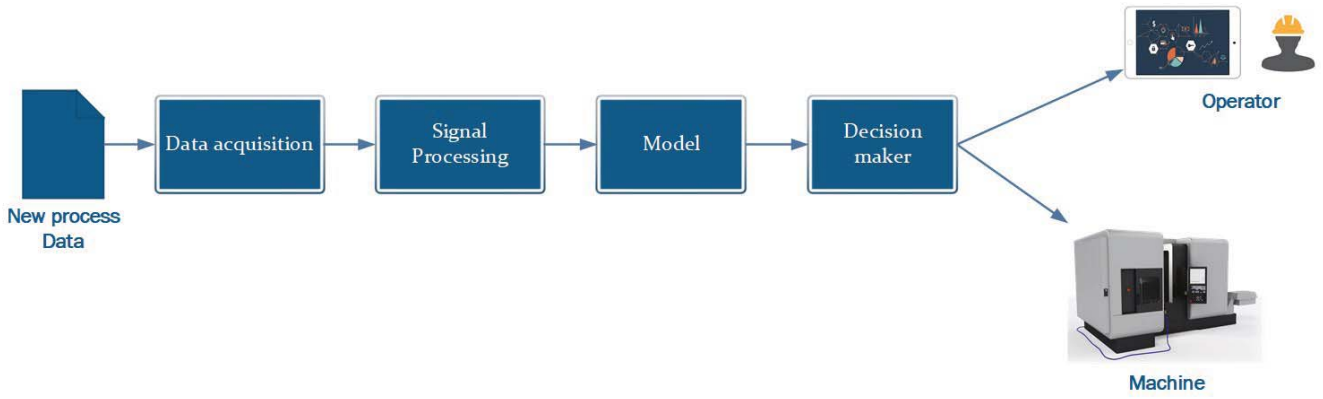 New process
Data
Data acquisition
Signal
Processing
Model
Decision
maker
Operator
Machine